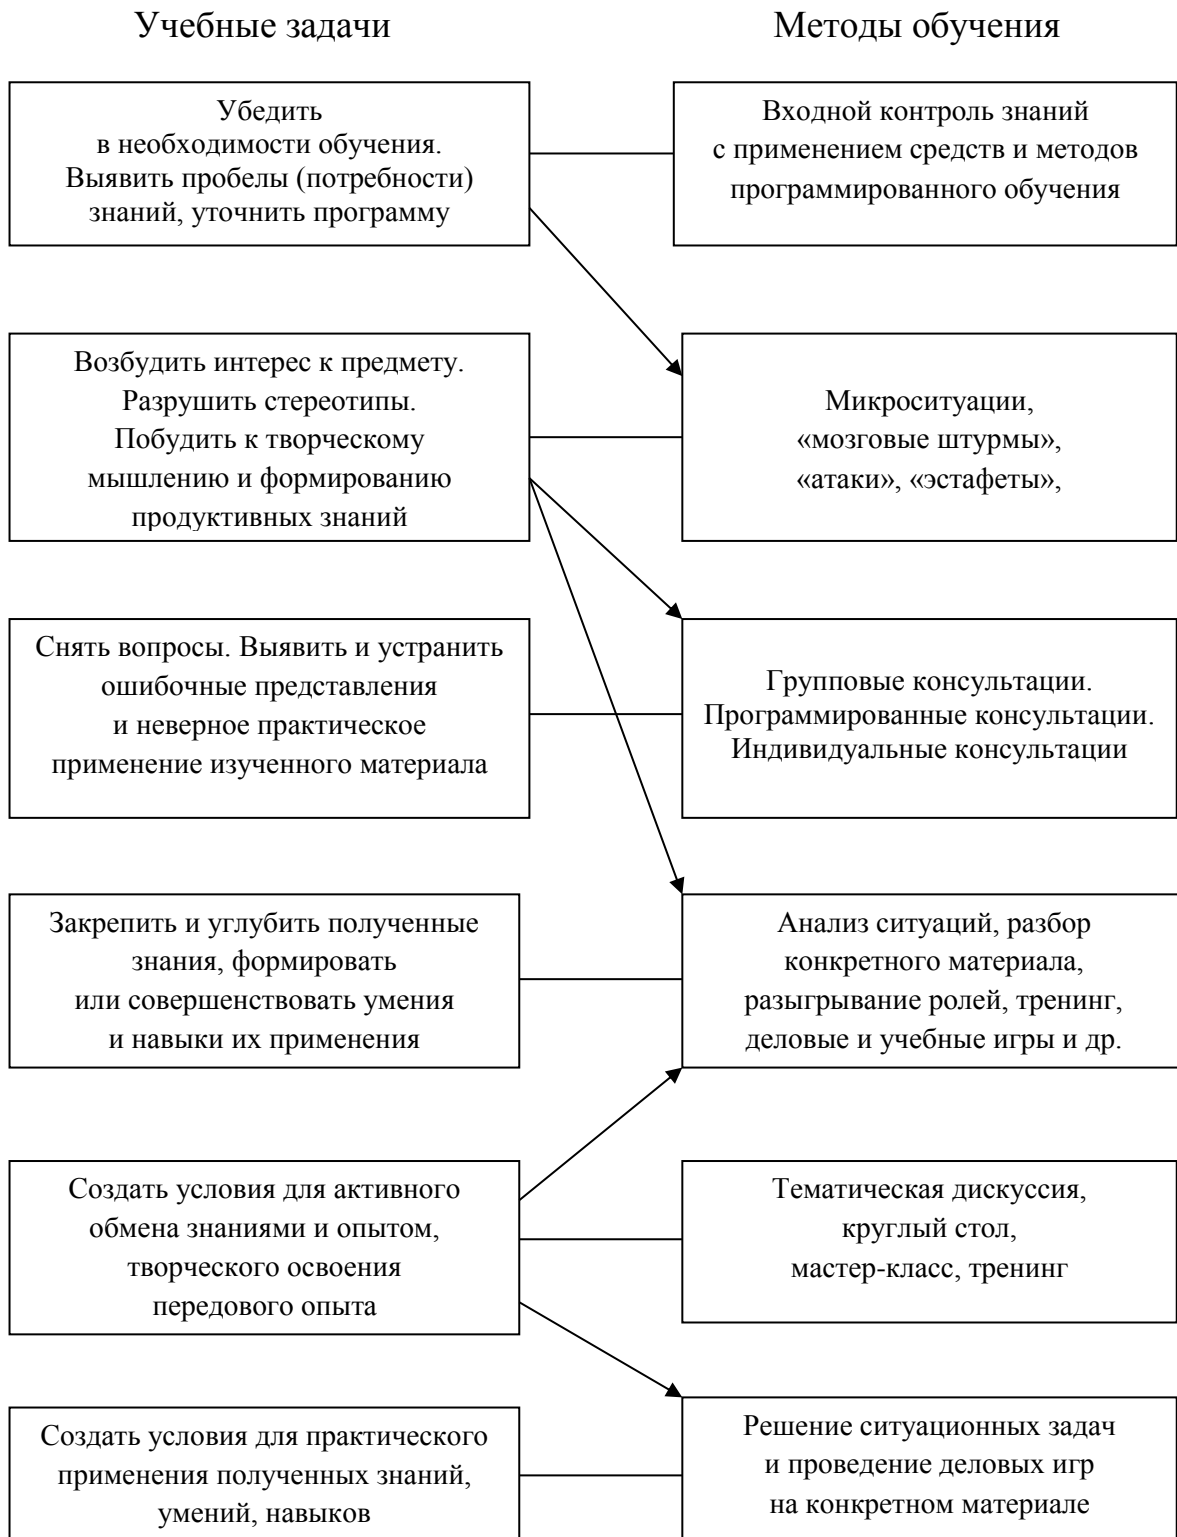 Учебные задачи
Методы обучения
Убедить
в необходимости обучения.
Выявить пробелы (потребности)
знаний, уточнить программу
Входной контроль знаний
с применением средств и методов
программированного обучения
Возбудить интерес к предмету.
Разрушить стереотипы.
Побудить к творческому
мышлению и формированию
продуктивных знаний
Микроситуации,
«мозговые штурмы»,
«атаки», «эстафеты»,
Снять вопросы. Выявить и устранить
ошибочные представления
и неверное практическое
применение изученного материала
Групповые консультации.
Программированные консультации.
Индивидуальные консультации
Закрепить и углубить полученные
знания, формировать
или совершенствовать умения
и навыки их применения
Анализ ситуаций, разбор
конкретного материала,
разыгрывание ролей, тренинг,
деловые и учебные игры и др.
Создать условия для активного
обмена знаниями и опытом,
творческого освоения
передового опыта
Тематическая дискуссия,
круглый стол,
мастер-класс, тренинг
Создать условия для практического
применения полученных знаний,
умений, навыков
Решение ситуационных задач
и проведение деловых игр
на конкретном материале